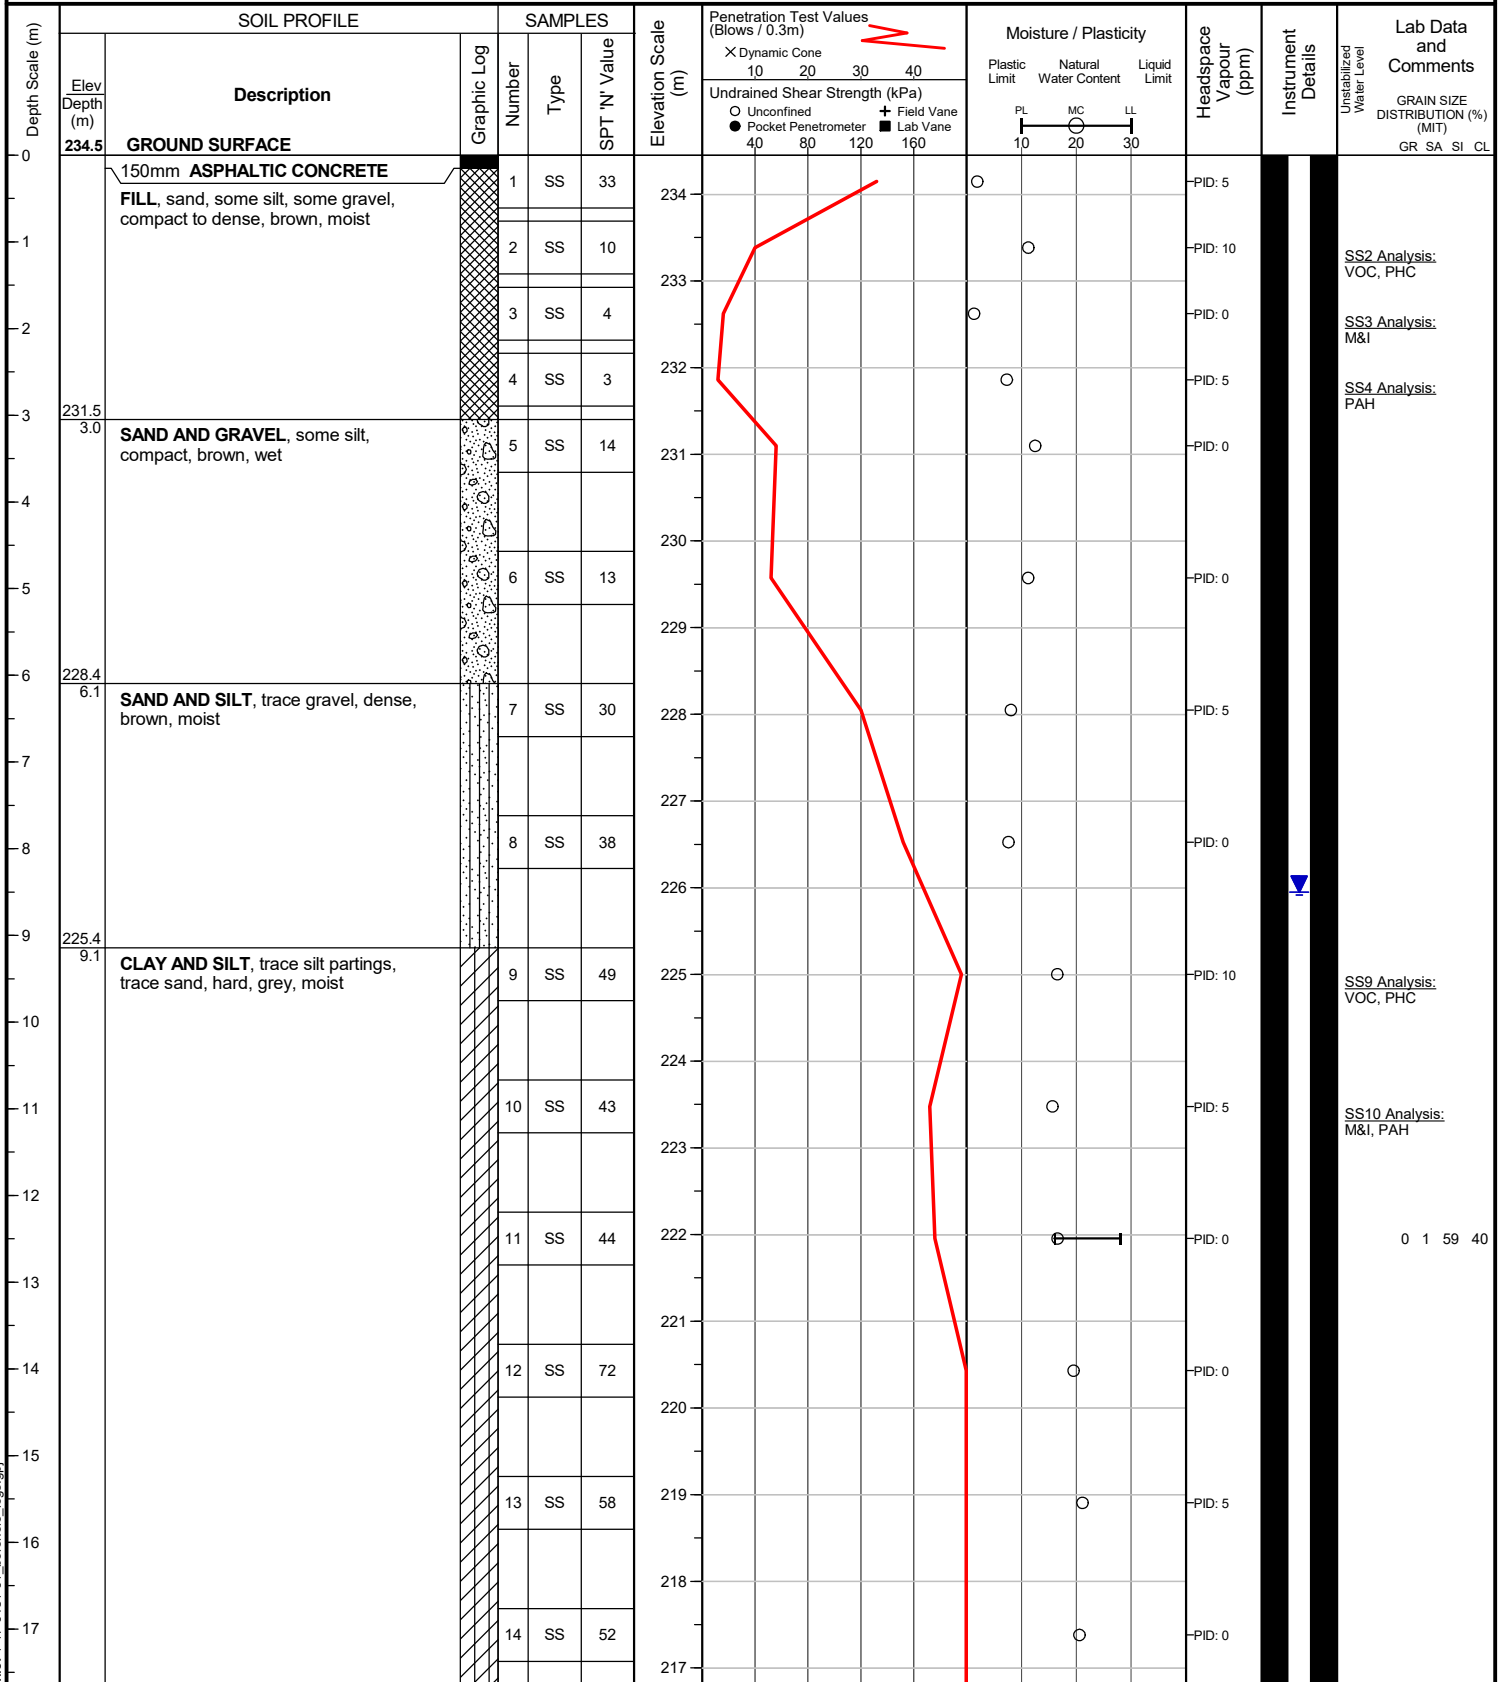 SOIL PROFILE
SAMPLES
Depth Scale (m)
Elev
Depth
(m)
Description
Graphic Log
Number
Type
SPT 'N' Value
Elevation Scale
(m)
Penetration Test Values
(Blows / 0.3m)
X Dynamic Cone
10 20 30 40
Undrained Shear Strength (kPa)
Unconfined
Field Vane
Pocket Penetrometer
Lab Vane
40 80 120 160
Moisture / Plasticity
Plastic
Limit
Natural
Water Content
Liquid
Limit
PL MC LL
10 20 30
Headspace
Vapour
(ppm)
Instrument
Details
Unstabilized
Water Level
Lab Data
and
Comments
GRAIN SIZE
DISTRIBUTION (%)
(MIT)
GR SA SI CL
234.5 GROUND SURFACE
0
150mm ASPHALTIC CONCRETE
1 SS 33
234
PID: 5
FILL, sand, some silt, some gravel,
compact to dense, brown, moist
1
2 SS 10
PID: 10
SS2 Analysis:
VOC, PHC
233
3 SS 4
PID: 0
2
SS3 Analysis:
M&I
232
4 SS 3
PID: 5
SS4 Analysis:
PAH
3
231.5
3.0
SAND AND GRAVEL, some silt,
compact, brown, wet
5 SS 14
PID: 0
231
4
230
6 SS 13
PID: 0
5
229
6
228.4
6.1
SAND AND SILT, trace gravel, dense,
brown, moist
7 SS 30
228
PID: 5
7
227
8 SS 38
PID: 0
8
226
9
225.4
9.1
CLAY AND SILT, trace silt partings,
trace sand, hard, grey, moist
9 SS 49
225
PID: 10
SS9 Analysis:
VOC, PHC
10
224
11
10 SS 43
PID: 5
SS10 Analysis:
M&I, PAH
223
12
222
11 SS 44
PID: 0
0 1 59 40
13
221
14
12 SS 72
PID: 0
220
15
219
13 SS 58
PID: 5
16
218
17
14 SS 52
PID: 0
217